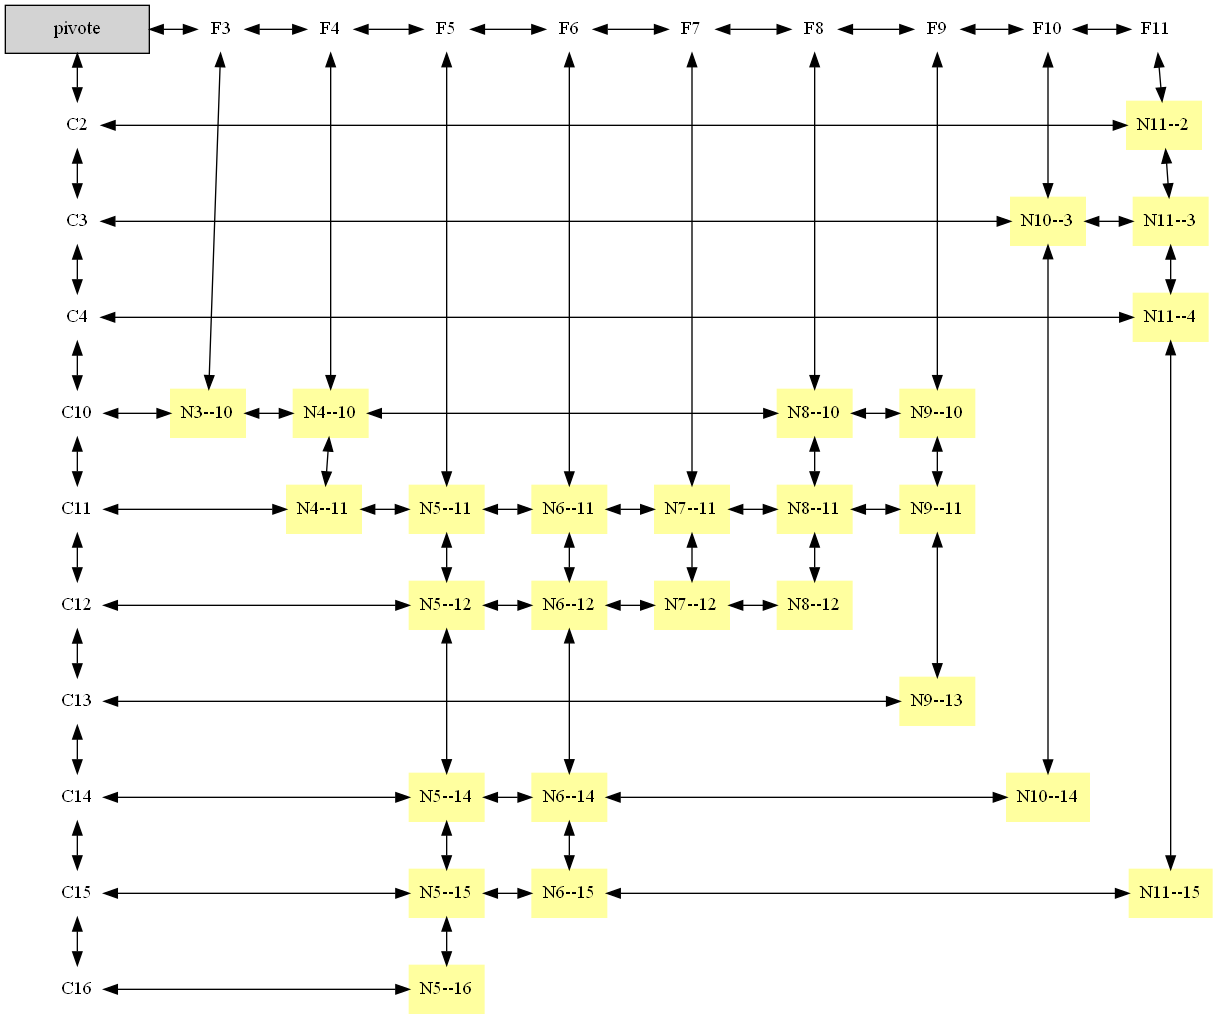 pivote F3 F4 F5 F6 F7 F8 F9 F10 F11
C2 N11--2
C3 N10--3 N11--3
C4 N11--4
C10 N3--10 N4--10 N8--10 N9--10
C11 N4--11 N5--11 N6--11 N7--11 N8--11 N9--11
C12 N5--12 N6--12 N7--12 N8--12
C13 N9--13
C14 N5--14 N6--14 N10--14
C15 N5--15 N6--15 N11--15
C16 N5--16